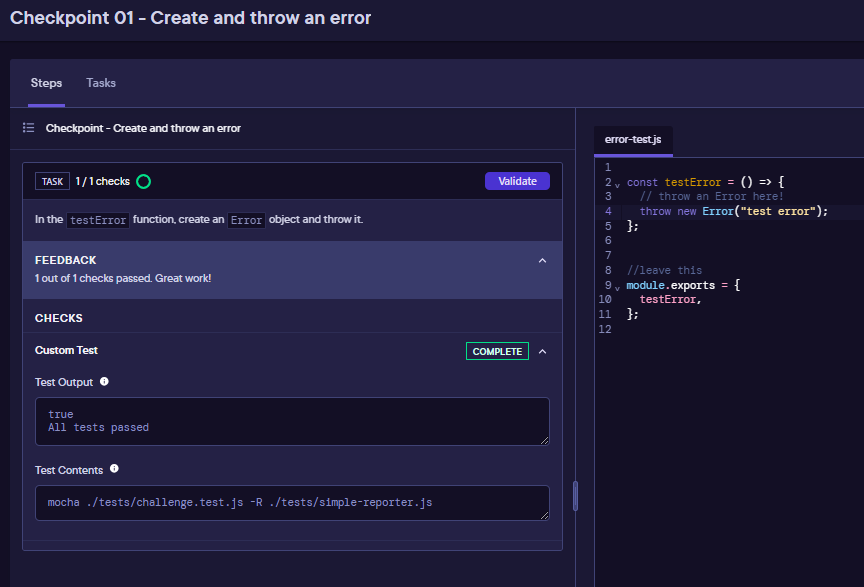 Checkpoint 01 - Create and throw an error
Steps Tasks
Checkpoint - Create and throw an error
TASK 1 / 1 checks Validate
In the testError function, create an Error object and throw it.
FEEDBACK
1 out of 1 checks passed. Great work!
CHECKS
Custom Test COMPLETE
Test Output
true
All tests passed
Test Contents
mocha ./tests/challenge.test.js -R ./tests/simple-reporter.js
error-test.js
1
2 const testError = () => {
3 // throw an Error here!
4 throw new Error("test error");
5 };
6
7
8 //leave this
9 module.exports = {
10 testError,
11 };
12